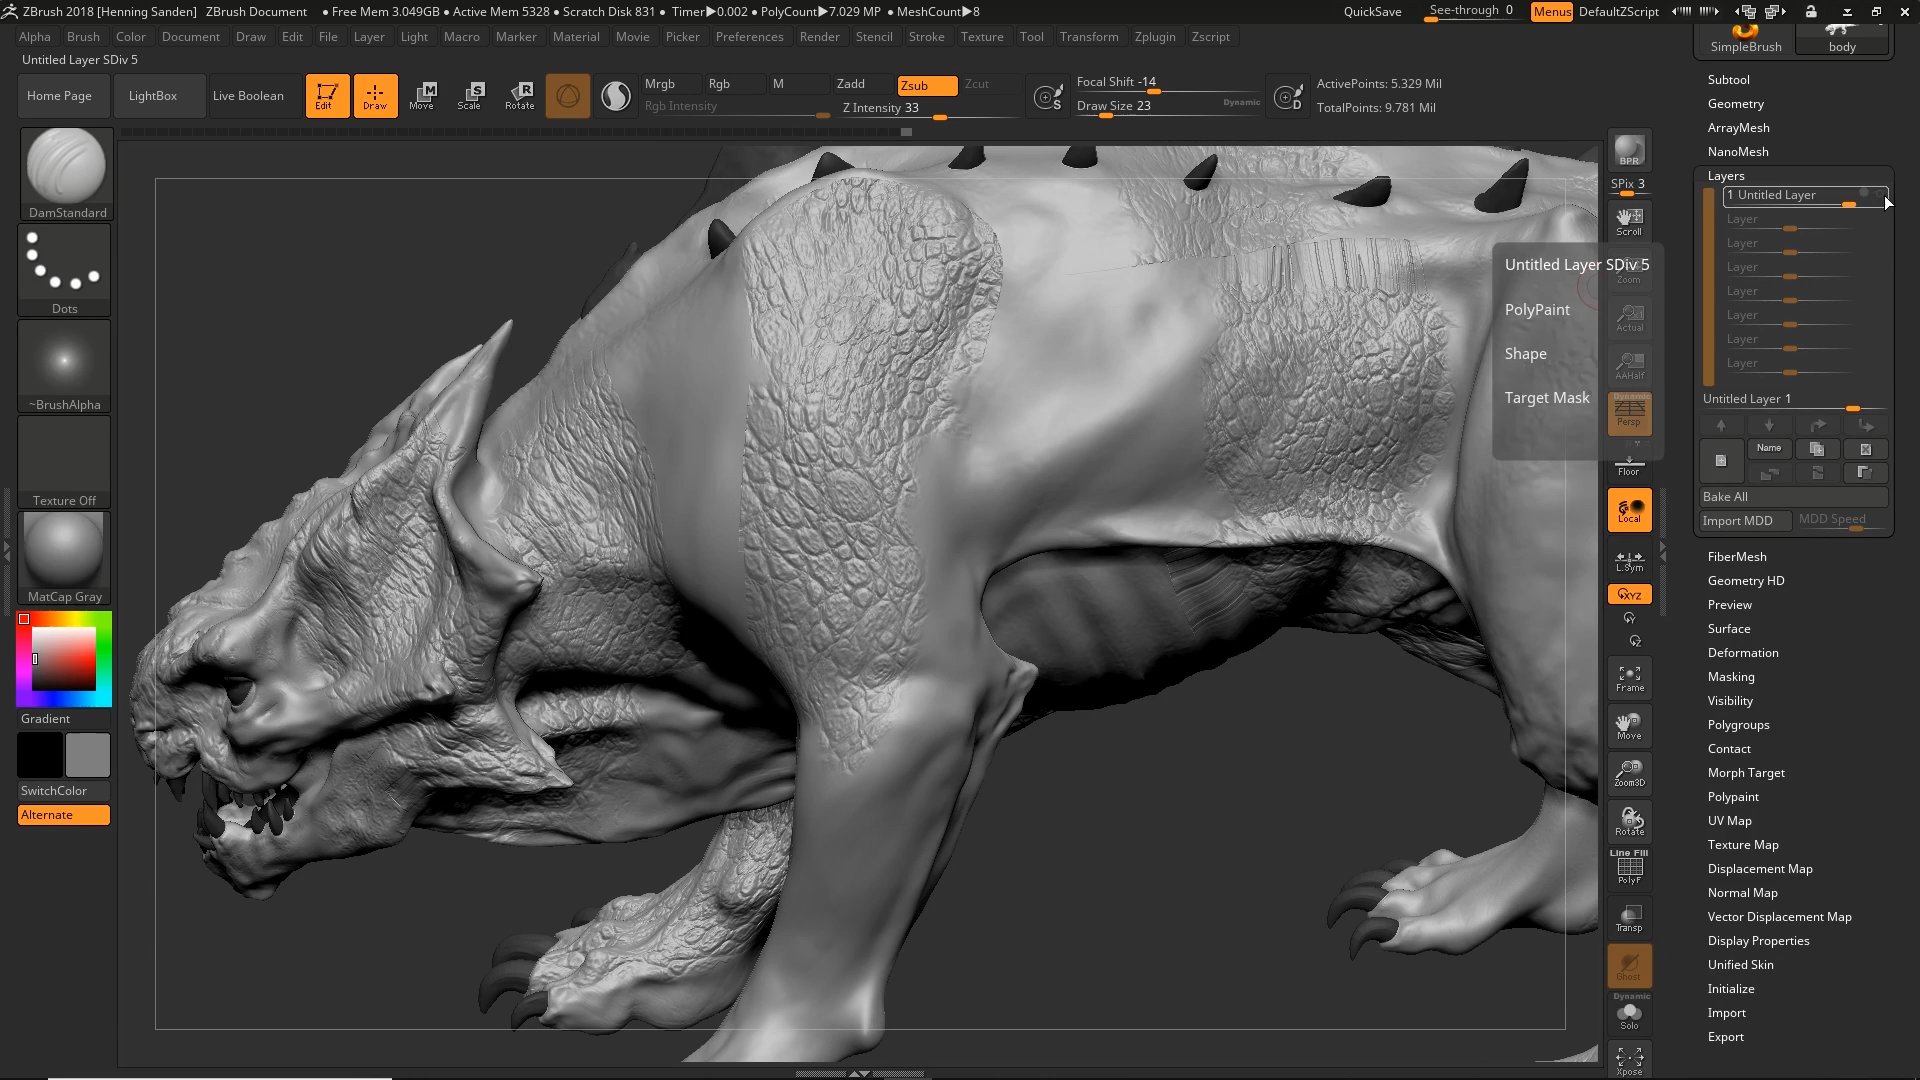 ZBrush 2018 [Henning Sanden] ZBrush Document • Free Mem 3.049GB • Active Mem 5328 • Scratch Disk 831 • Timer▶0.002 • PolyCount▶7.029 MP • MeshCount▶8 QuickSave See-through 0 Menus DefaultZScript
Alpha Brush Color Document Draw Edit File Layer Light Macro Marker Material Movie Picker Preferences Render Stencil Stroke Texture Tool Transform Zplugin Zscript
Untitled Layer SDiv 5
Home Page LightBox Live Boolean Edit Draw Move Scale Rotate
Mrgb Rgb M Zadd Zsub Zcut
Rgb Intensity Z Intensity 33
Focal Shift -14
Draw Size 23 Dynamic
S
D
ActivePoints: 5.329 Mil
TotalPoints: 9.781 Mil
DamStandard
Dots
~BrushAlpha
Texture Off
MatCap Gray
Gradient
SwitchColor
Alternate
Untitled Layer SDiv 5
PolyPaint
Shape
Target Mask
BPR
SPix 3
Scroll
Zoom
Actual
AAHalf
Dynamic
Persp
Floor
Local
L.Sym
XYZ
Y
Z
Frame
Move
Zoom3D
Rotate
Line Fill
PolyF
Transp
Ghost
Dynamic
Solo
Xpose
SimpleBrush body
Subtool
Geometry
ArrayMesh
NanoMesh
Layers
1 Untitled Layer
Layer
Layer
Layer
Layer
Layer
Layer
Layer
Untitled Layer 1
Name
Bake All
Import MDD MDD Speed
FiberMesh
Geometry HD
Preview
Surface
Deformation
Masking
Visibility
Polygroups
Contact
Morph Target
Polypaint
UV Map
Texture Map
Displacement Map
Normal Map
Vector Displacement Map
Display Properties
Unified Skin
Initialize
Import
Export